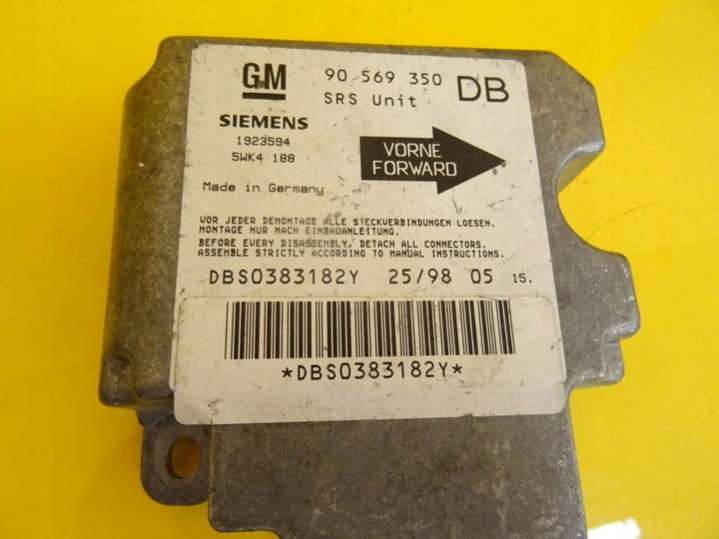 GM 90 569 350 DB
SRS Unit
SIEMENS
1923594
5WK4 188
VORNE
FORWARD
Made in Germany
VOR JEDER DEMONTAGE ALLE STECKVERBINDUNGEN LOESEN.
MONTAGE NUR NACH EINBAUANLEITUNG.
BEFORE EVERY DISASSEMBLY, DETACH ALL CONNECTORS.
ASSEMBLE STRICTLY ACCORDING TO MANUAL INSTRUCTIONS.
DBS0383182Y 25/98 05 15.
*DBS0383182Y*